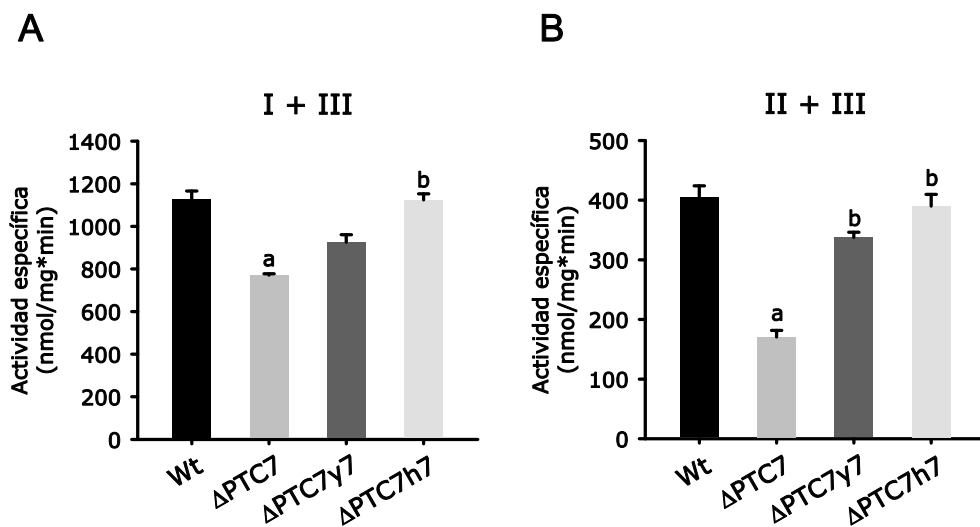 A
I + III
Actividad específica
(nmol/mg*min)
1400
1200
1000
800
600
400
200
0
a
b
Wt
ΔPTC7
ΔPTC7y7
ΔPTC7h7
B
II + III
Actividad específica
(nmol/mg*min)
500
400
300
200
100
0
a
b
b
Wt
ΔPTC7
ΔPTC7y7
ΔPTC7h7